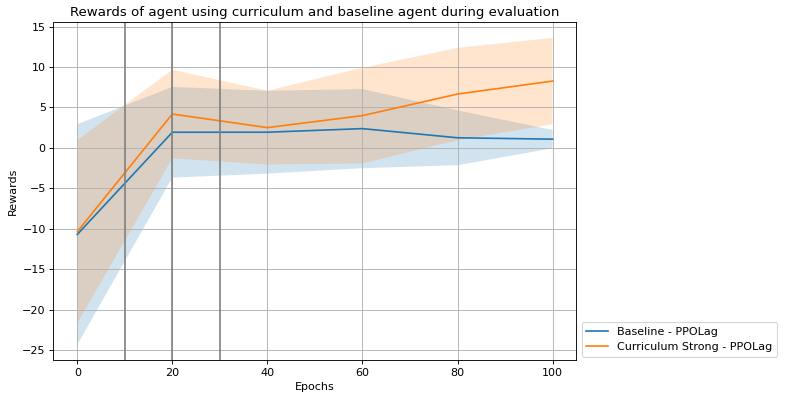 Rewards of agent using curriculum and baseline agent during evaluation
15
10
5
0
−5
−10
−15
−20
−25
Rewards
0 20 40 60 80 100
Epochs
Baseline - PPOLag
Curriculum Strong - PPOLag